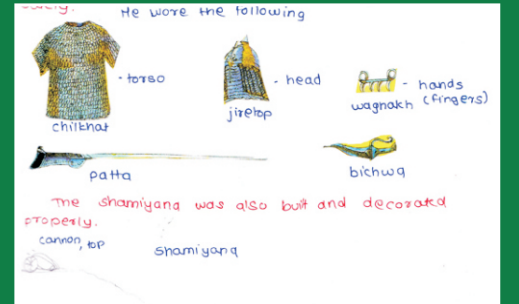 He wore the following
- torso
- head
- hands
(fingers)
chilkhat
jiretop
wagnakh
patta
bichwa
The shamiyana was also built and decorated
properly.
cannon, top
shamiyana